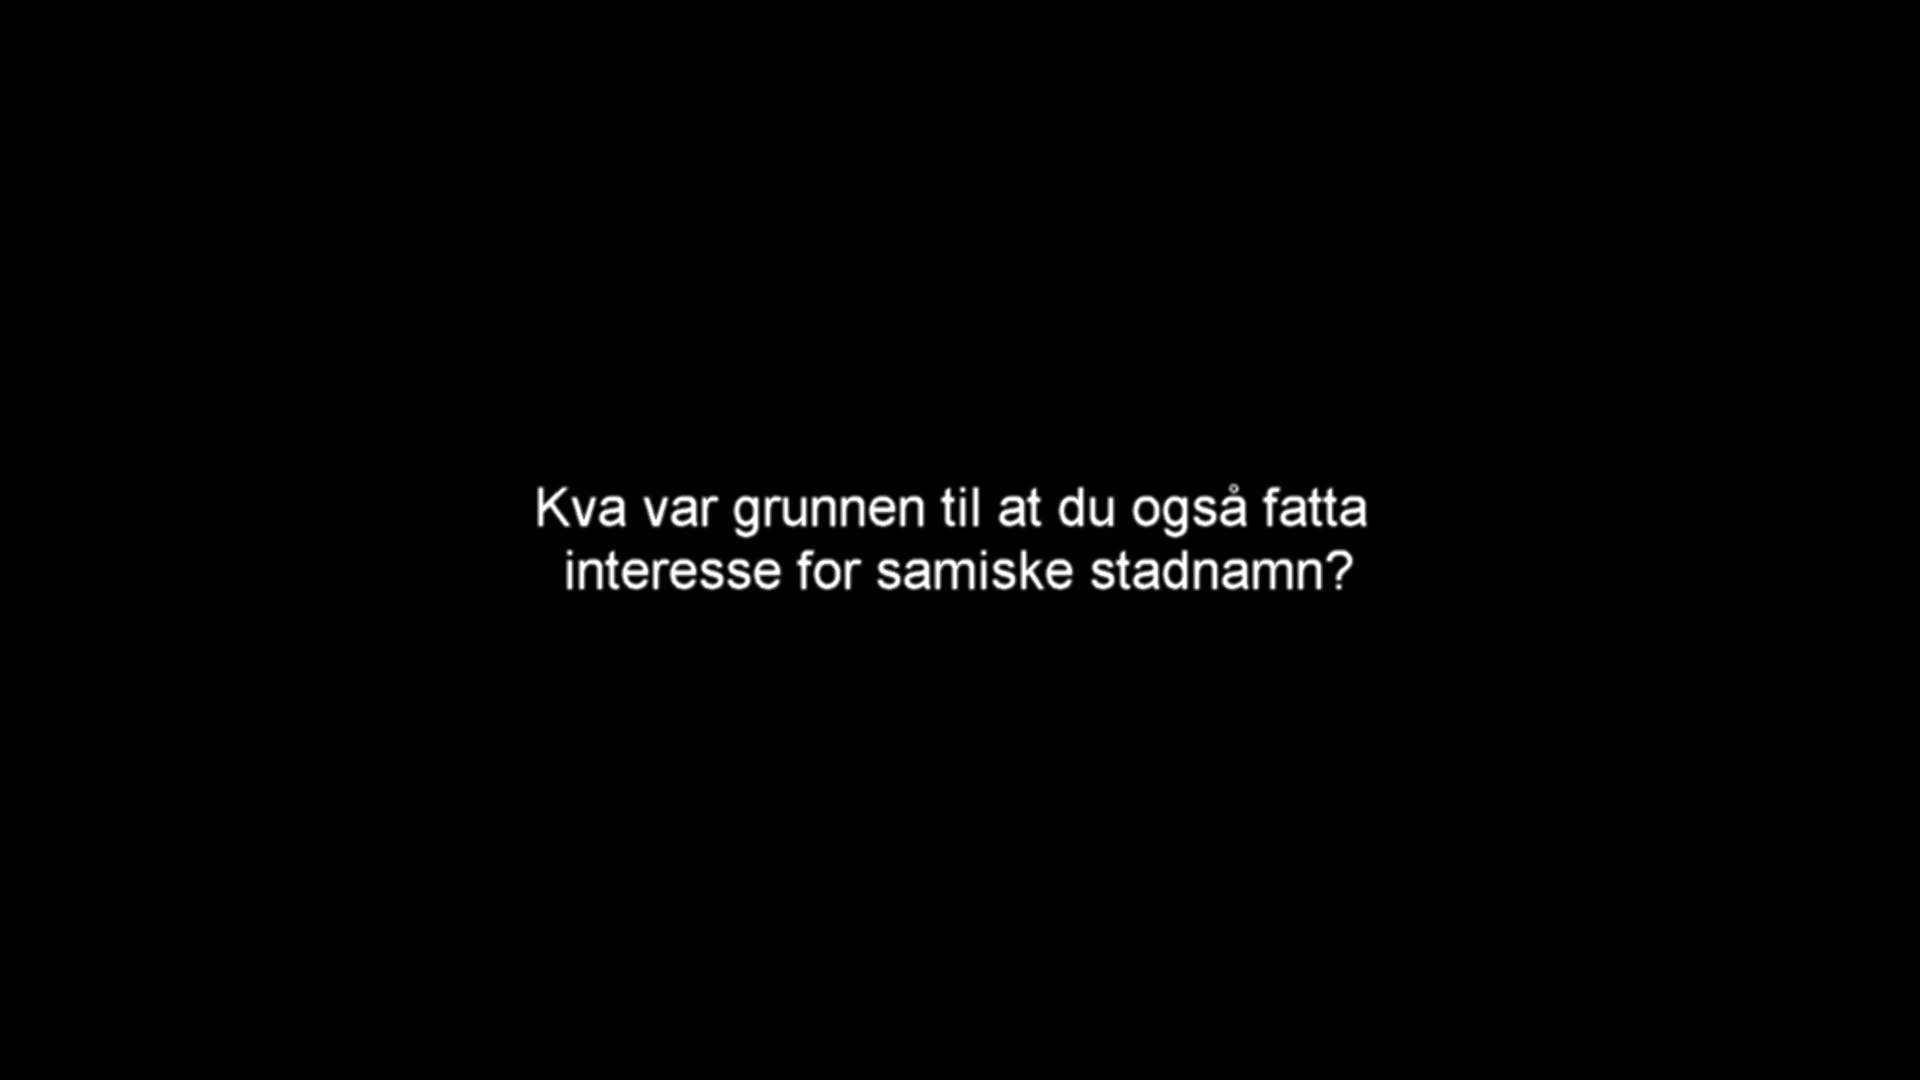 Kva var grunnen til at du også fatta
interesse for samiske stadnamn?